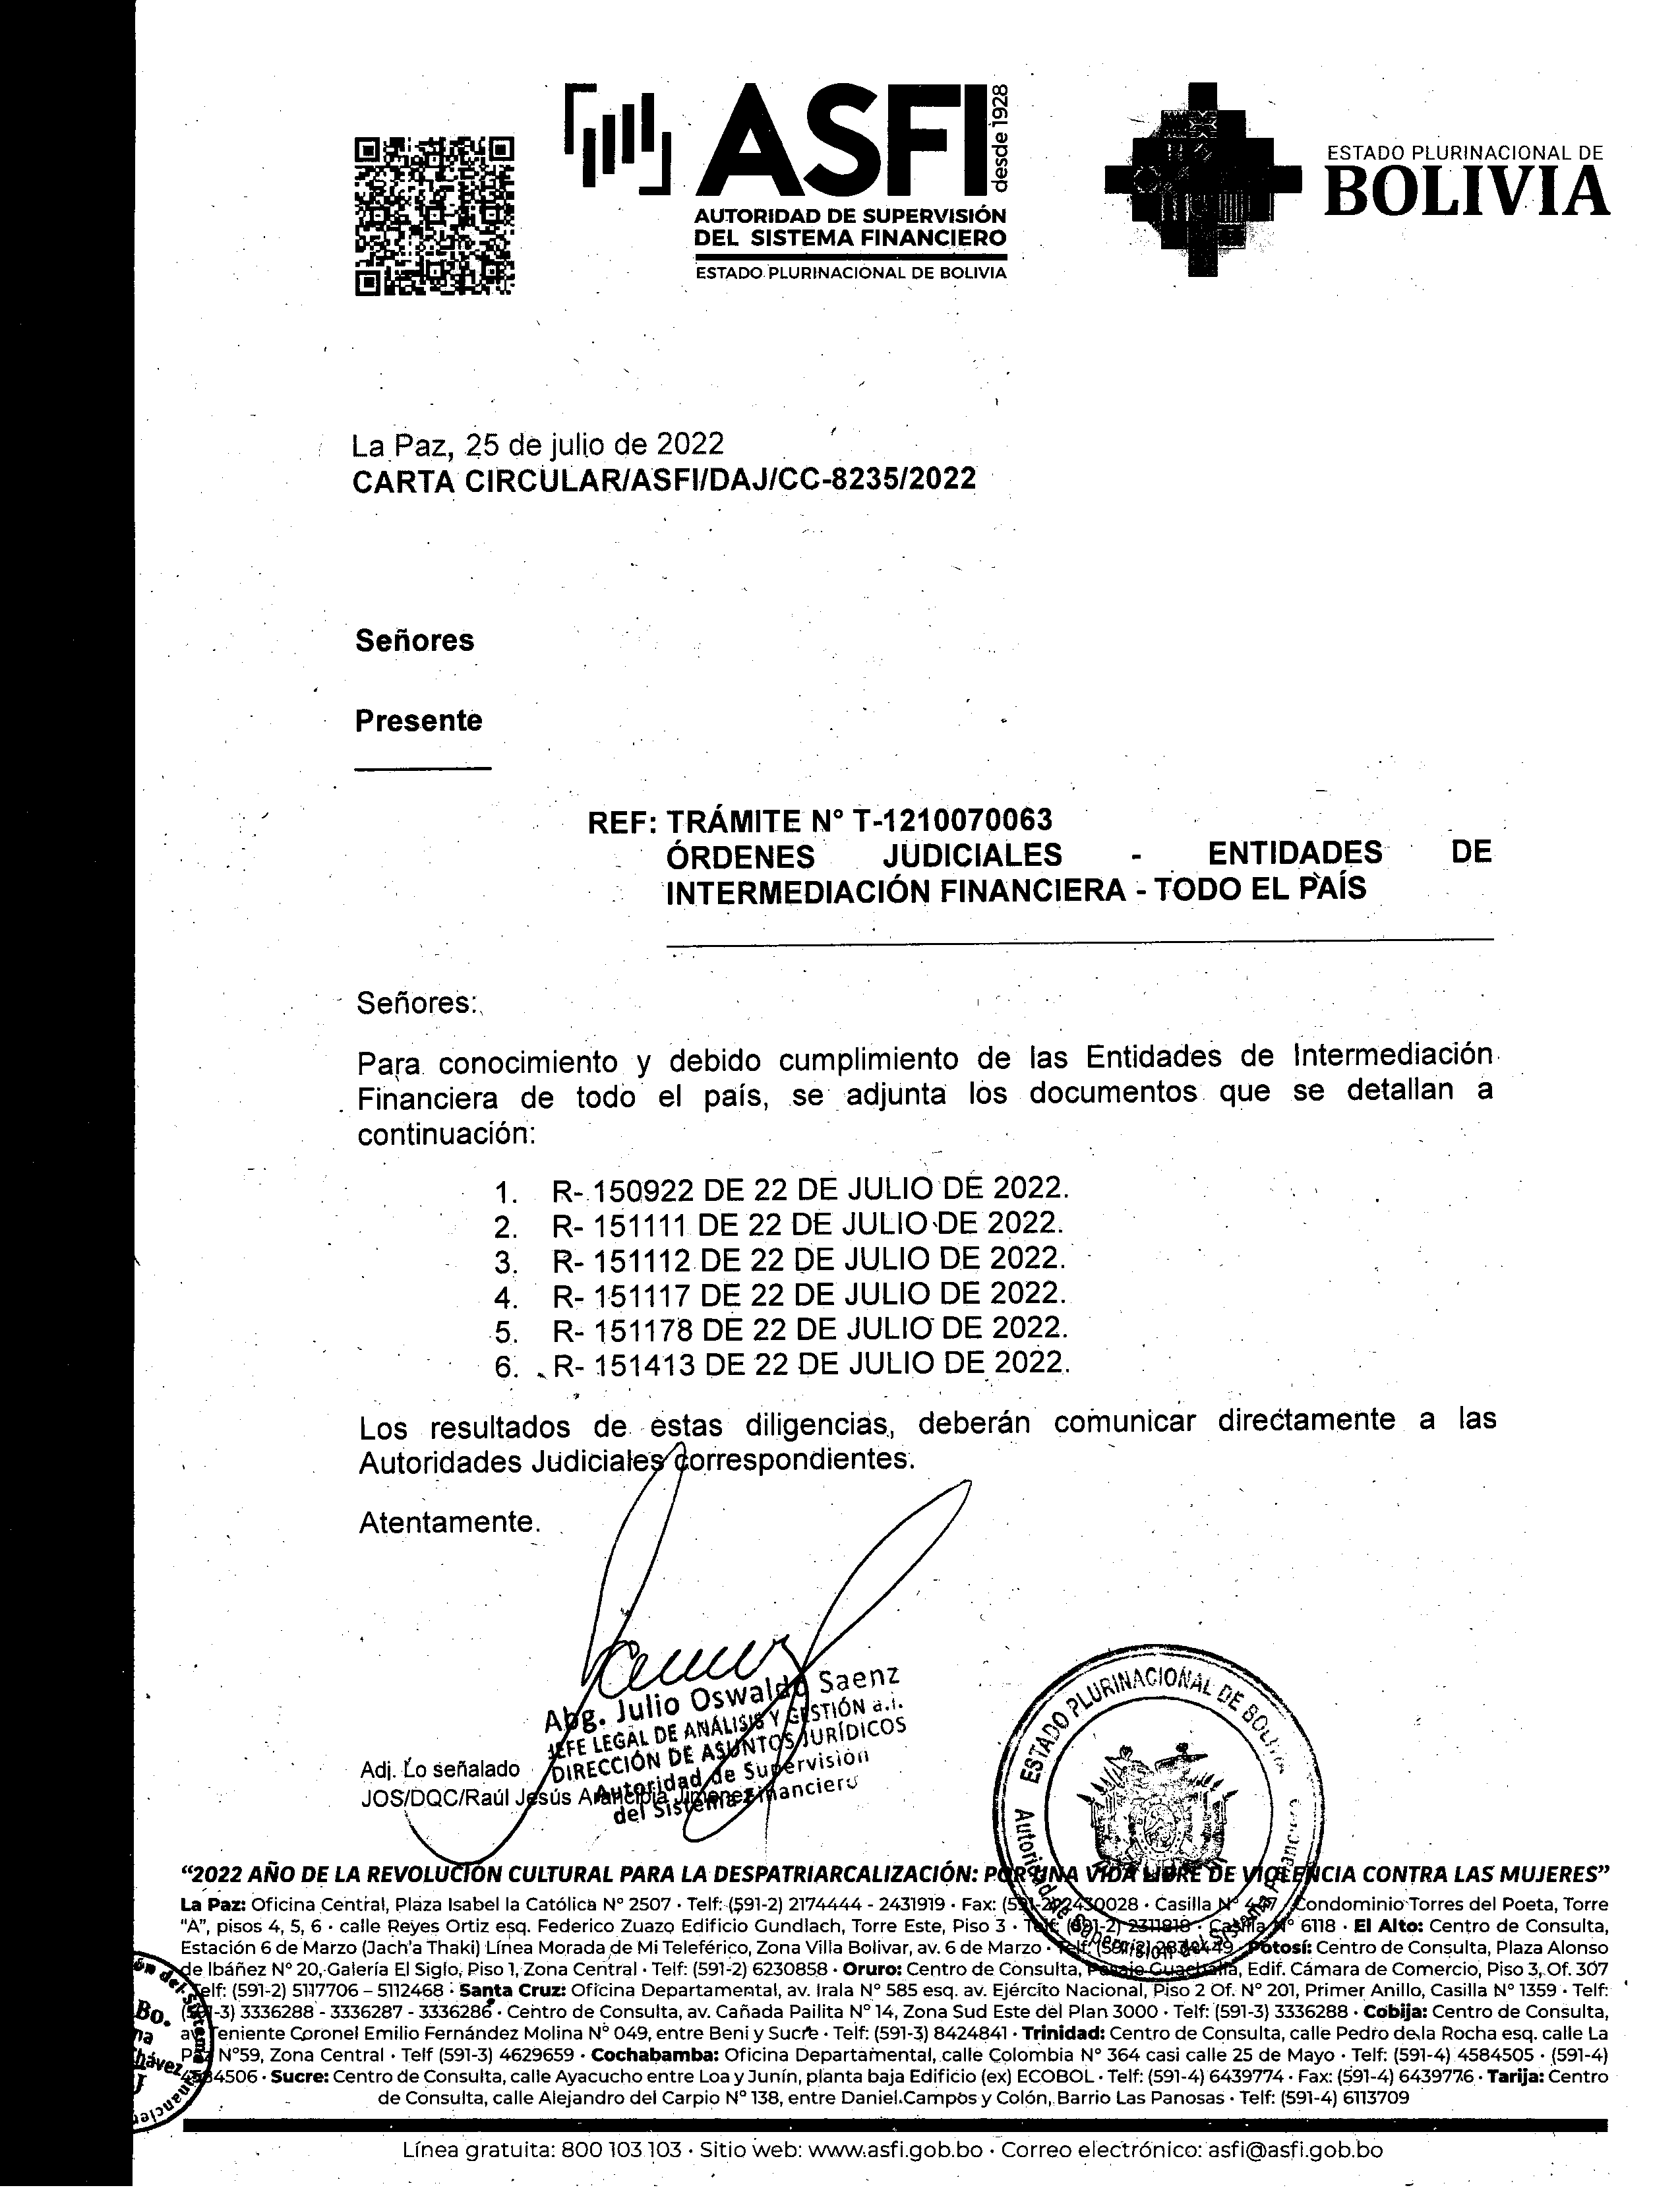 ASFI
desde 1928
AUTORIDAD DE SUPERVISIÓN
DEL SISTEMA FINANCIERO
ESTADO PLURINACIONAL DE BOLIVIA
ESTADO PLURINACIONAL DE
BOLIVIA
La Paz, 25 de julio de 2022
CARTA CIRCULAR/ASFI/DAJ/CC-8235/2022
Señores
Presente
REF: TRÁMITE N° T-1210070063
ÓRDENES JUDICIALES - ENTIDADES DE
INTERMEDIACIÓN FINANCIERA - TODO EL PAÍS
Señores:
Para conocimiento y debido cumplimiento de las Entidades de Intermediación
Financiera de todo el país, se adjunta los documentos que se detallan a
continuación:
1. R- 150922 DE 22 DE JULIO DE 2022.
2. R- 151111 DE 22 DE JULIO DE 2022.
3. R- 151112 DE 22 DE JULIO DE 2022.
4. R- 151117 DE 22 DE JULIO DE 2022.
5. R- 151178 DE 22 DE JULIO DE 2022.
6. R- 151413 DE 22 DE JULIO DE 2022.
Los resultados de estas diligencias, deberán comunicar directamente a las
Autoridades Judiciales correspondientes.
Atentamente.
Abg. Julio Oswaldo Saenz
JEFE LEGAL DE ANÁLISIS Y GESTIÓN a.i.
DIRECCIÓN DE ASUNTOS JURÍDICOS
Autoridad de Supervisión
del Sistema Financiero
Adj. Lo señalado
JOS/DQC/Raúl Jesús Arancibia Jimenez
ESTADO PLURINACIONAL DE BOLIVIA
Autoridad de Supervisión del Sistema Financiero
"2022 AÑO DE LA REVOLUCIÓN CULTURAL PARA LA DESPATRIARCALIZACIÓN: POR UNA VIDA LIBRE DE VIOLENCIA CONTRA LAS MUJERES"
La Paz: Oficina Central, Plaza Isabel la Católica N° 2507 · Telf: (591-2) 2174444 - 2431919 · Fax: (591-2) 2430028 · Casilla N° Condominio Torres del Poeta, Torre
"A", pisos 4, 5, 6 · calle Reyes Ortiz esq. Federico Zuazo Edificio Gundlach, Torre Este, Piso 3 · Telf: (591-2) 2311818 · Casilla N° 6118 · El Alto: Centro de Consulta,
Estación 6 de Marzo (Jach'a Thaki) Línea Morada de Mi Teleférico, Zona Villa Bolivar, av. 6 de Marzo · Telf: (591-2) Potosí: Centro de Consulta, Plaza Alonso
de Ibáñez N° 20, Galería El Siglo, Piso 1, Zona Central · Telf: (591-2) 6230858 · Oruro: Centro de Consulta, Pasaje Guachalla, Edif. Cámara de Comercio, Piso 3, Of. 307
Telf: (591-2) 5117706 – 5112468 · Santa Cruz: Oficina Departamental, av. Irala N° 585 esq. av. Ejército Nacional, Piso 2 Of. N° 201, Primer Anillo, Casilla N° 1359 · Telf:
(591-3) 3336288 - 3336287 - 3336286 · Centro de Consulta, av. Cañada Pailita N° 14, Zona Sud Este del Plan 3000 · Telf: (591-3) 3336288 · Cobija: Centro de Consulta,
av. Teniente Coronel Emilio Fernández Molina N° 049, entre Beni y Sucre · Telf: (591-3) 8424841 · Trinidad: Centro de Consulta, calle Pedro de la Rocha esq. calle La
Paz N°59, Zona Central · Telf (591-3) 4629659 · Cochabamba: Oficina Departamental, calle Colombia N° 364 casi calle 25 de Mayo · Telf: (591-4) 4584505 · (591-4)
4584506 · Sucre: Centro de Consulta, calle Ayacucho entre Loa y Junín, planta baja Edificio (ex) ECOBOL · Telf: (591-4) 6439774 · Fax: (591-4) 6439776 · Tarija: Centro
de Consulta, calle Alejandro del Carpio N° 138, entre Daniel Campos y Colón, Barrio Las Panosas · Telf: (591-4) 6113709
Línea gratuita: 800 103 103 · Sitio web: www.asfi.gob.bo · Correo electrónico: asfi@asfi.gob.bo